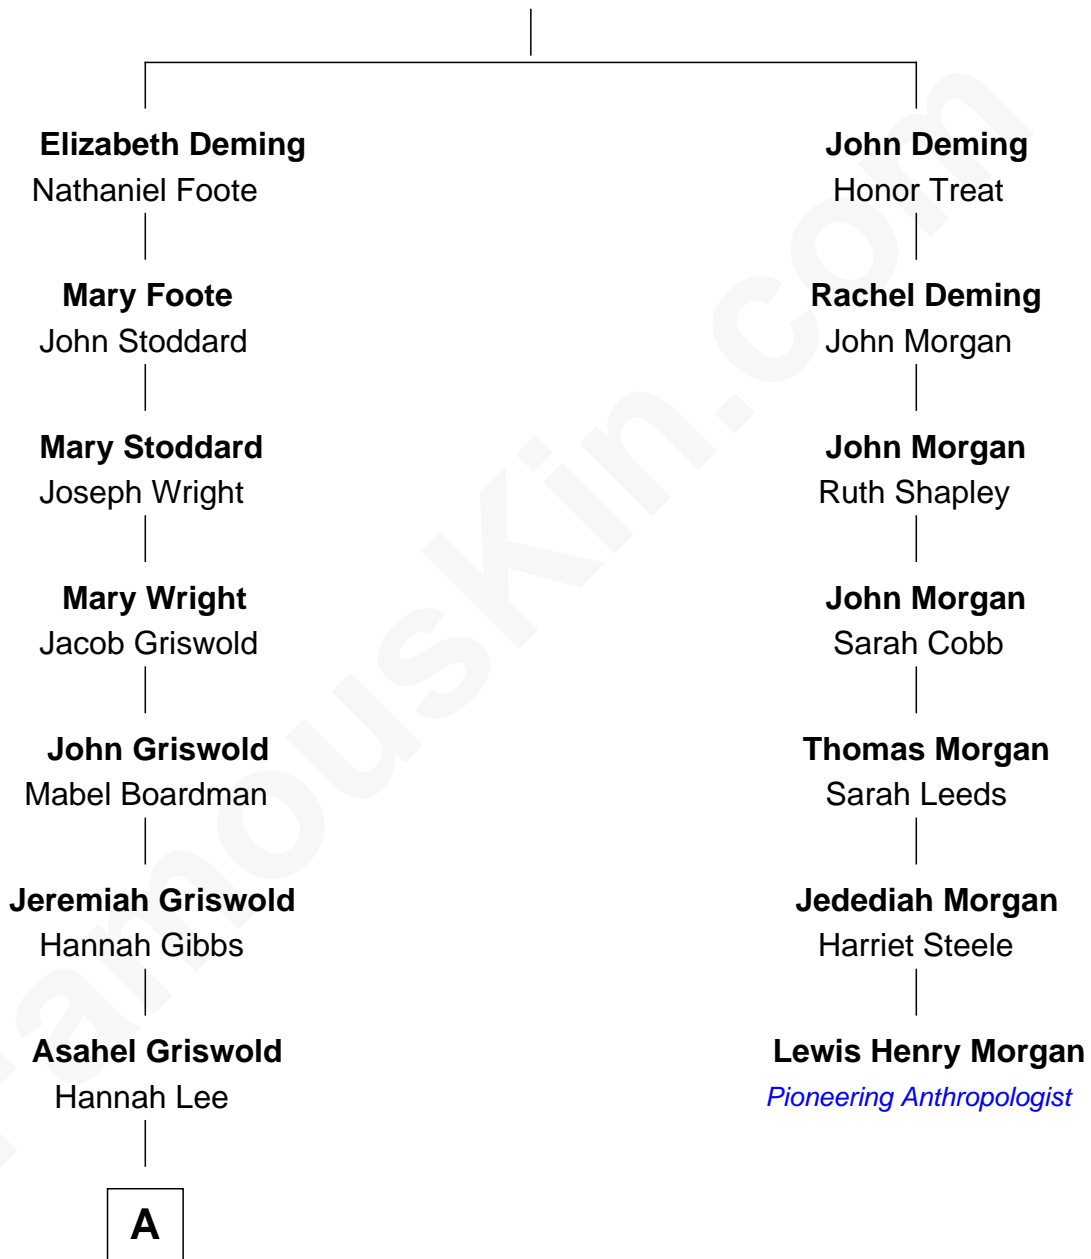 Elizabeth Deming
Nathaniel Foote
Mary Foote
John Stoddard
Mary Stoddard
Joseph Wright
Mary Wright
Jacob Griswold
John Griswold
Mabel Boardman
Jeremiah Griswold
Hannah Gibbs
Asahel Griswold
Hannah Lee
A
John Deming
Honor Treat
Rachel Deming
John Morgan
John Morgan
Ruth Shapley
John Morgan
Sarah Cobb
Thomas Morgan
Sarah Leeds
Jedediah Morgan
Harriet Steele
Lewis Henry Morgan
Pioneering Anthropologist
FamousKin.com